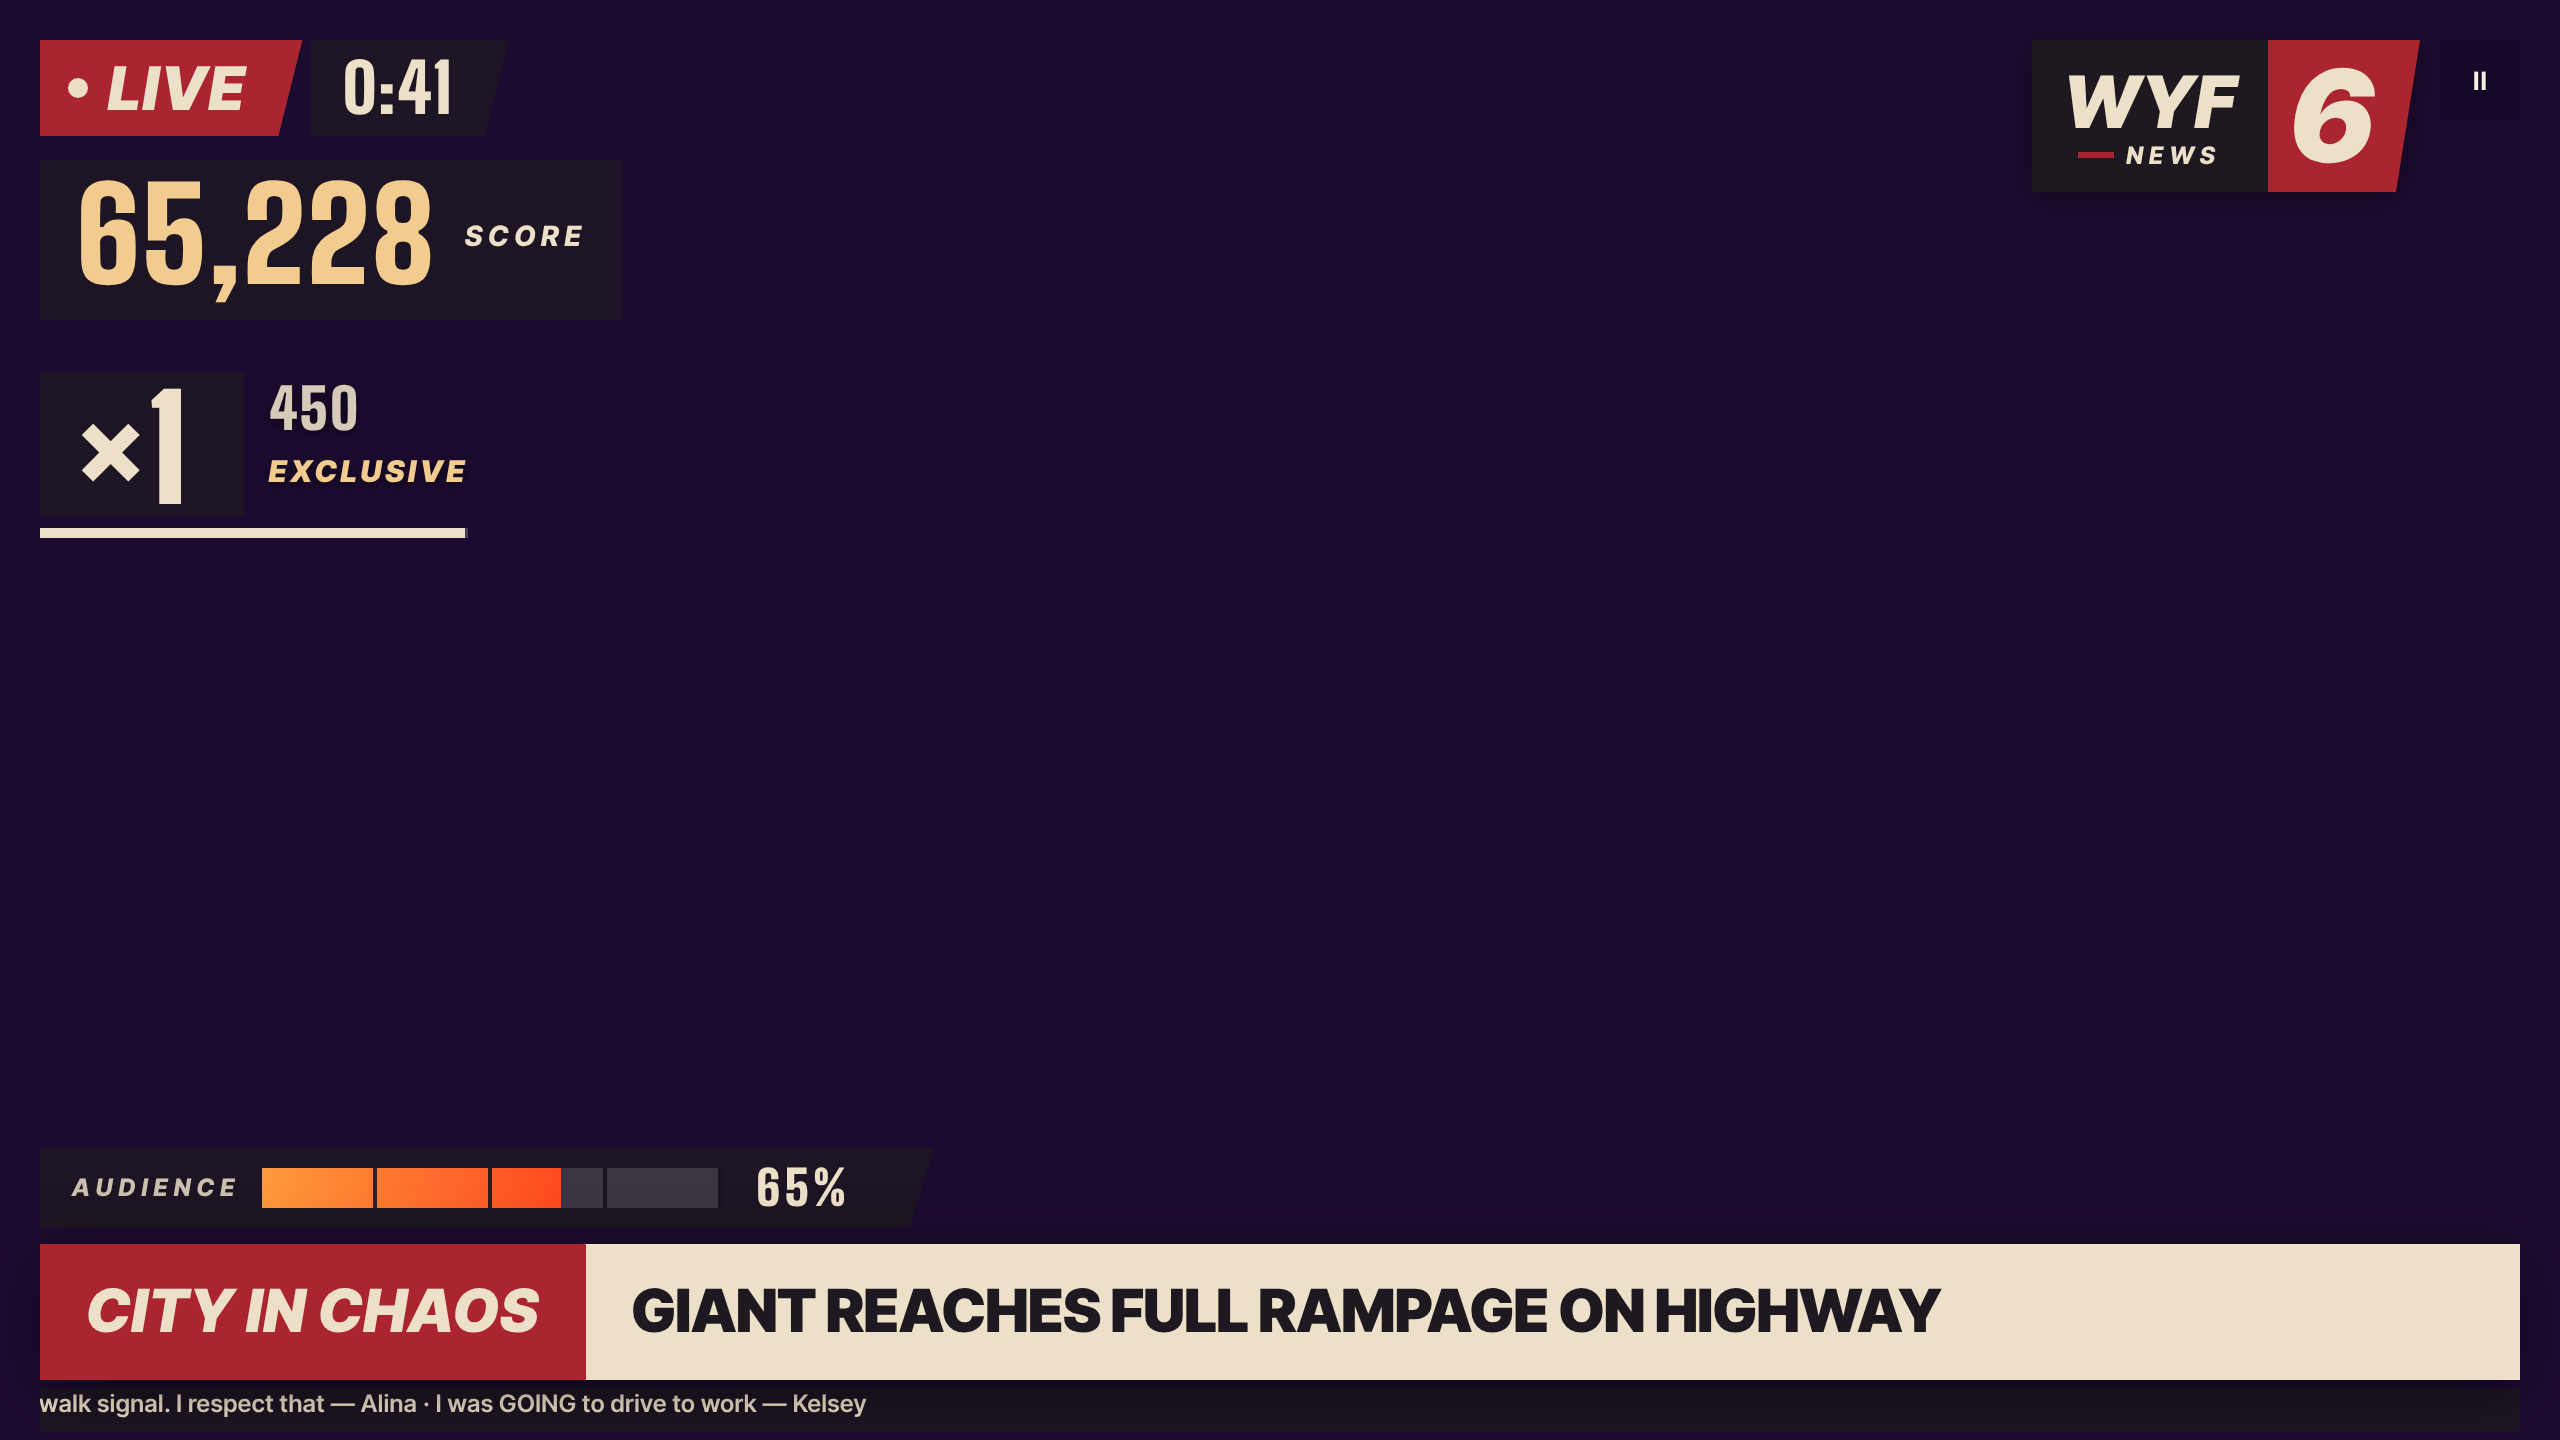 LIVE
0:41
WYF
NEWS
6
65,228 SCORE
×1
450
EXCLUSIVE
AUDIENCE 65%
CITY IN CHAOS
GIANT REACHES FULL RAMPAGE ON HIGHWAY
walk signal. I respect that — Alina · I was GOING to drive to work — Kelsey